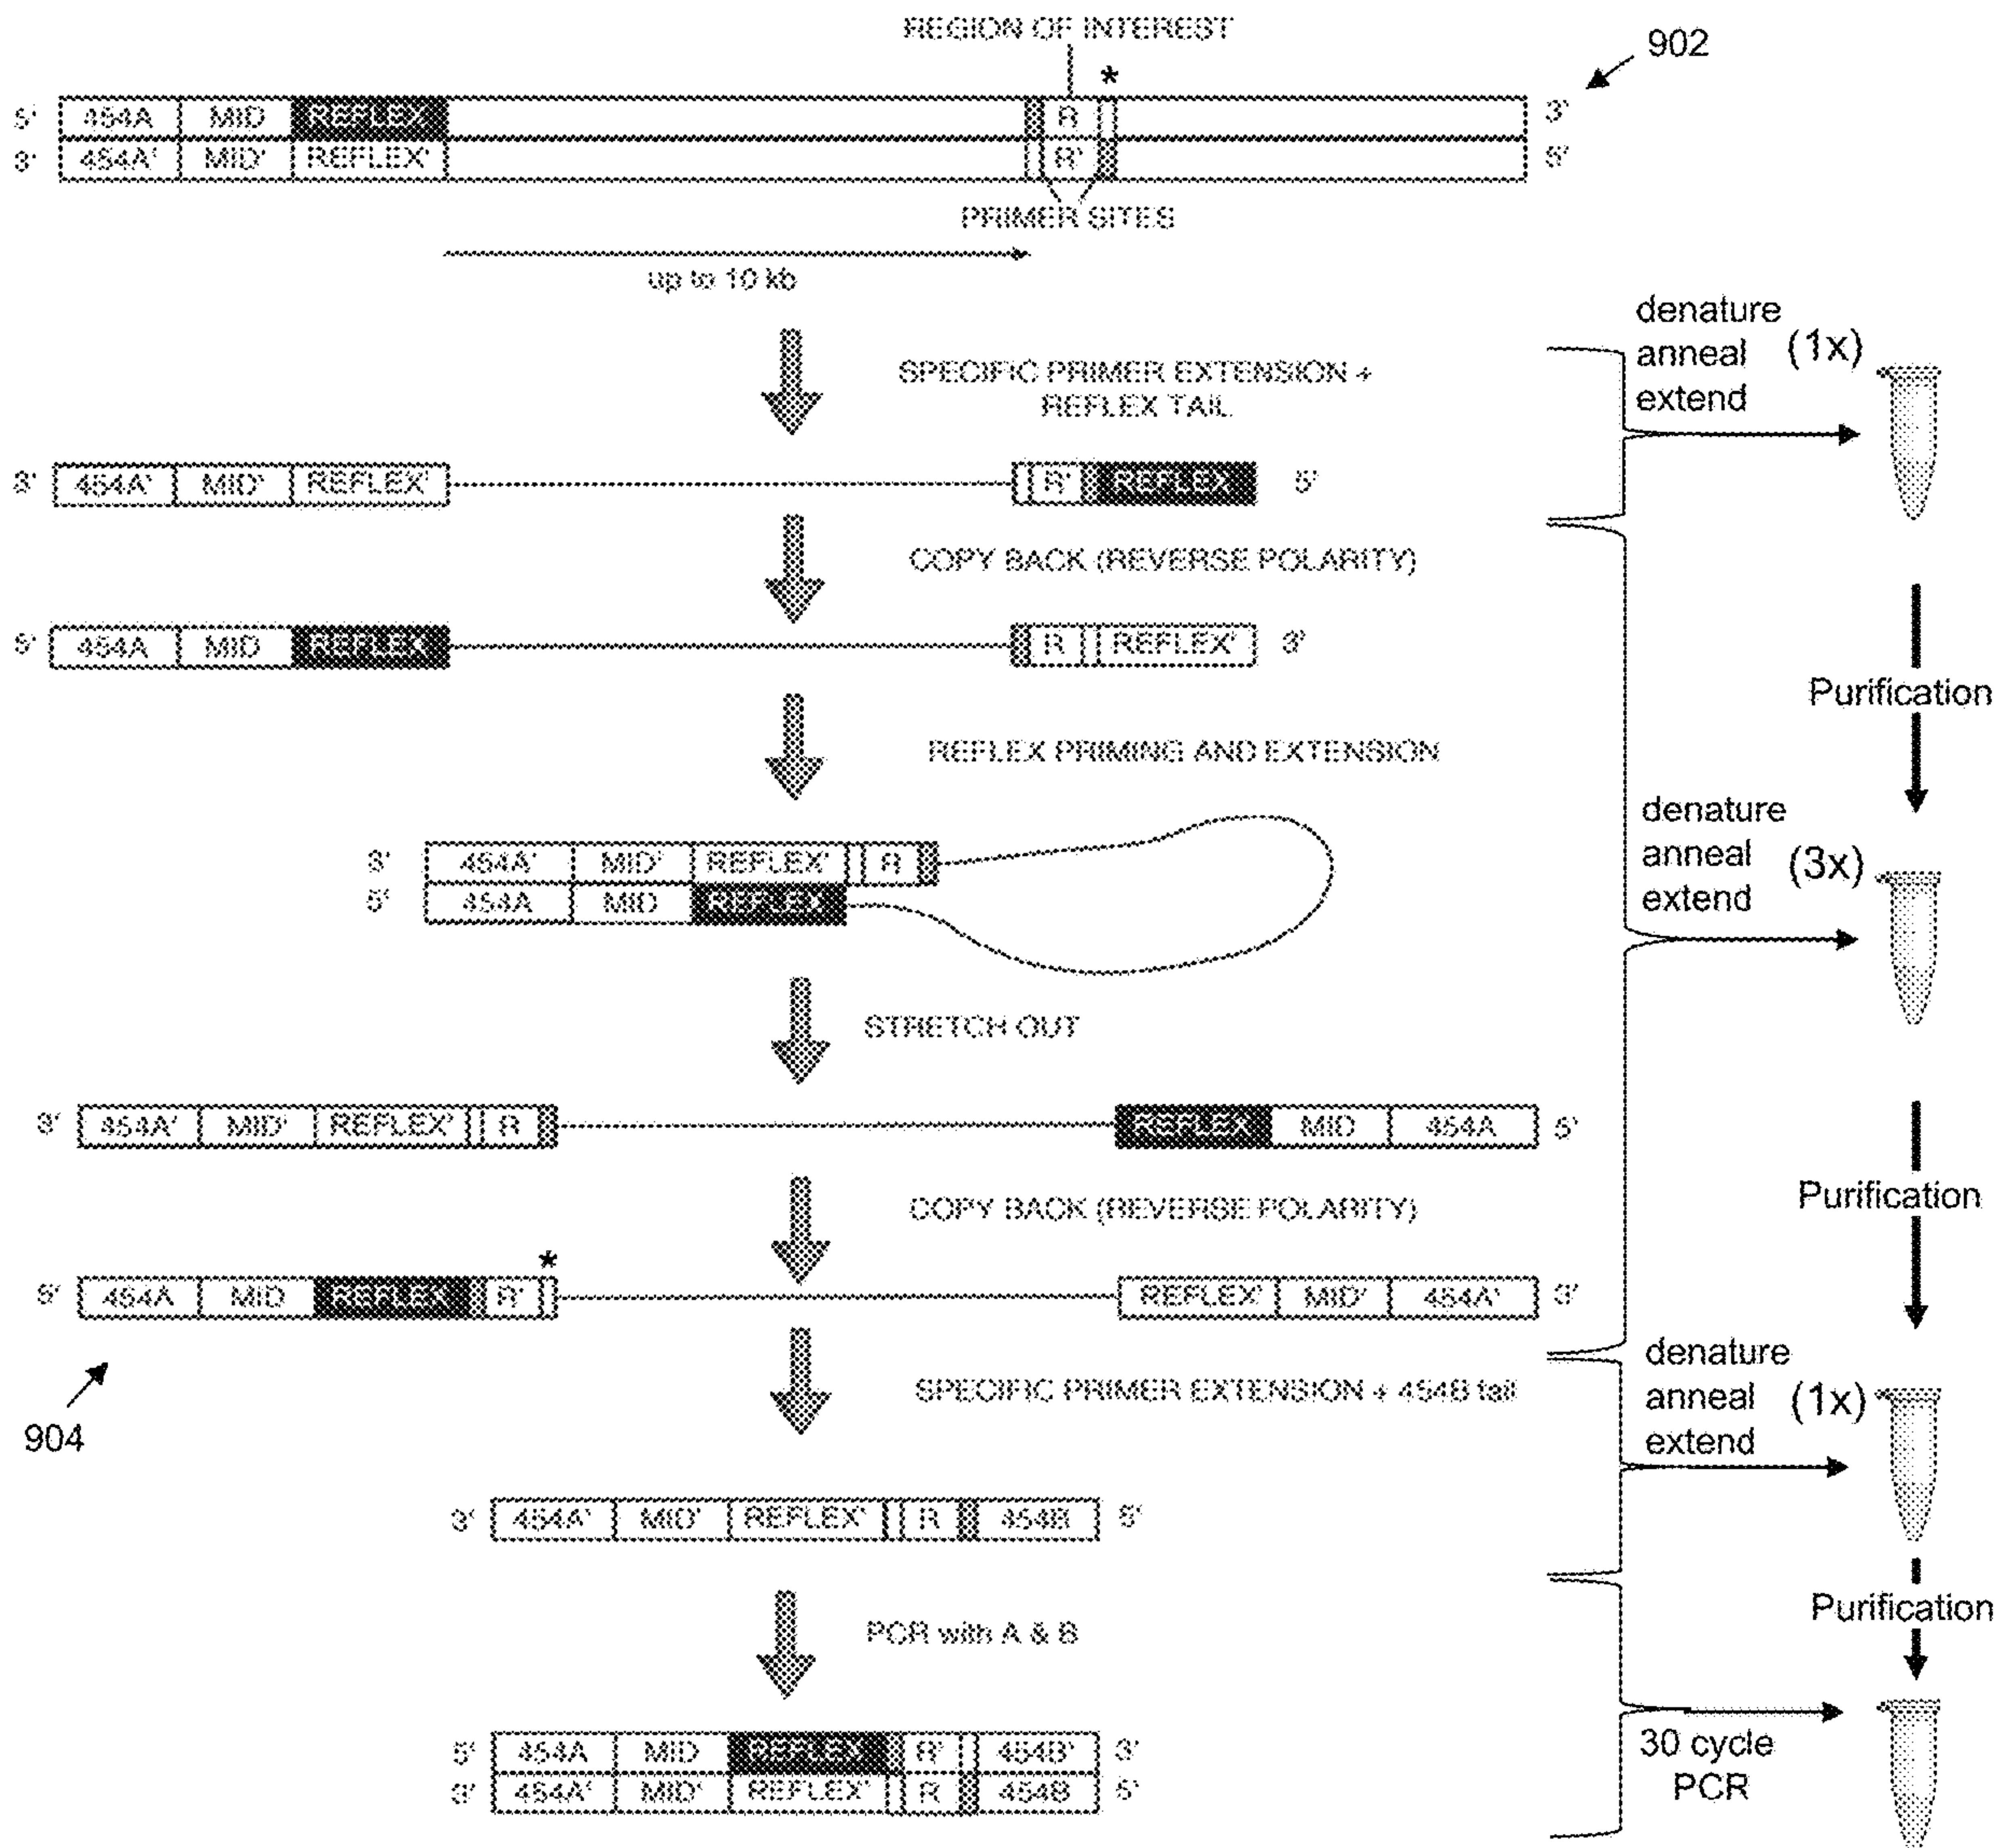 REGION OF INTEREST
902
*
5' 454A MID REFLEX R 3'
3' 454A' MID' REFLEX' R' 5'
PRIMER SITES
up to 10 kb
SPECIFIC PRIMER EXTENSION +
REFLEX TAIL
denature
anneal (1x)
extend
3' 454A' MID' REFLEX' R' REFLEX 5'
COPY BACK (REVERSE POLARITY)
5' 454A MID REFLEX R REFLEX' 3'
Purification
REFLEX PRIMING AND EXTENSION
denature
anneal (3x)
extend
3' 454A' MID' REFLEX' R
5' 454A MID REFLEX
STRETCH OUT
3' 454A' MID' REFLEX' R REFLEX MID 454A 5'
COPY BACK (REVERSE POLARITY)
Purification
*
5' 454A MID REFLEX R' REFLEX' MID' 454A' 3'
904
SPECIFIC PRIMER EXTENSION + 454B tail
denature
anneal (1x)
extend
3' 454A' MID' REFLEX' R 454B 5'
Purification
PCR with A & B
30 cycle
PCR
5' 454A MID REFLEX R' 454B' 3'
3' 454A' MID' REFLEX' R 454B 5'